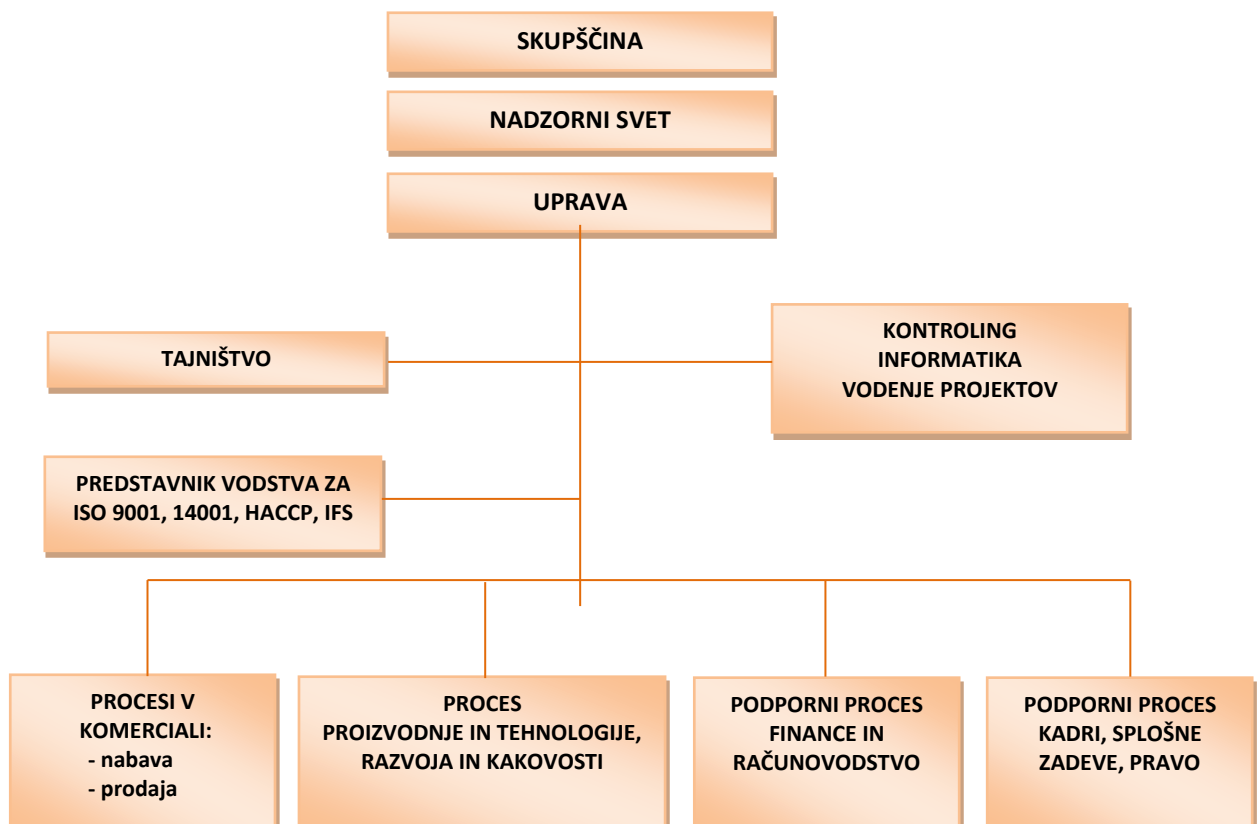 SKUPŠČINA
NADZORNI SVET
UPRAVA
TAJNIŠTVO
KONTROLING
INFORMATIKA
VODENJE PROJEKTOV
PREDSTAVNIK VODSTVA ZA
ISO 9001, 14001, HACCP, IFS
PROCESI V
KOMERCIALI:
- nabava
- prodaja
PROCES
PROIZVODNJE IN TEHNOLOGIJE,
RAZVOJA IN KAKOVOSTI
PODPORNI PROCES
FINANCE IN
RAČUNOVODSTVO
PODPORNI PROCES
KADRI, SPLOŠNE
ZADEVE, PRAVO